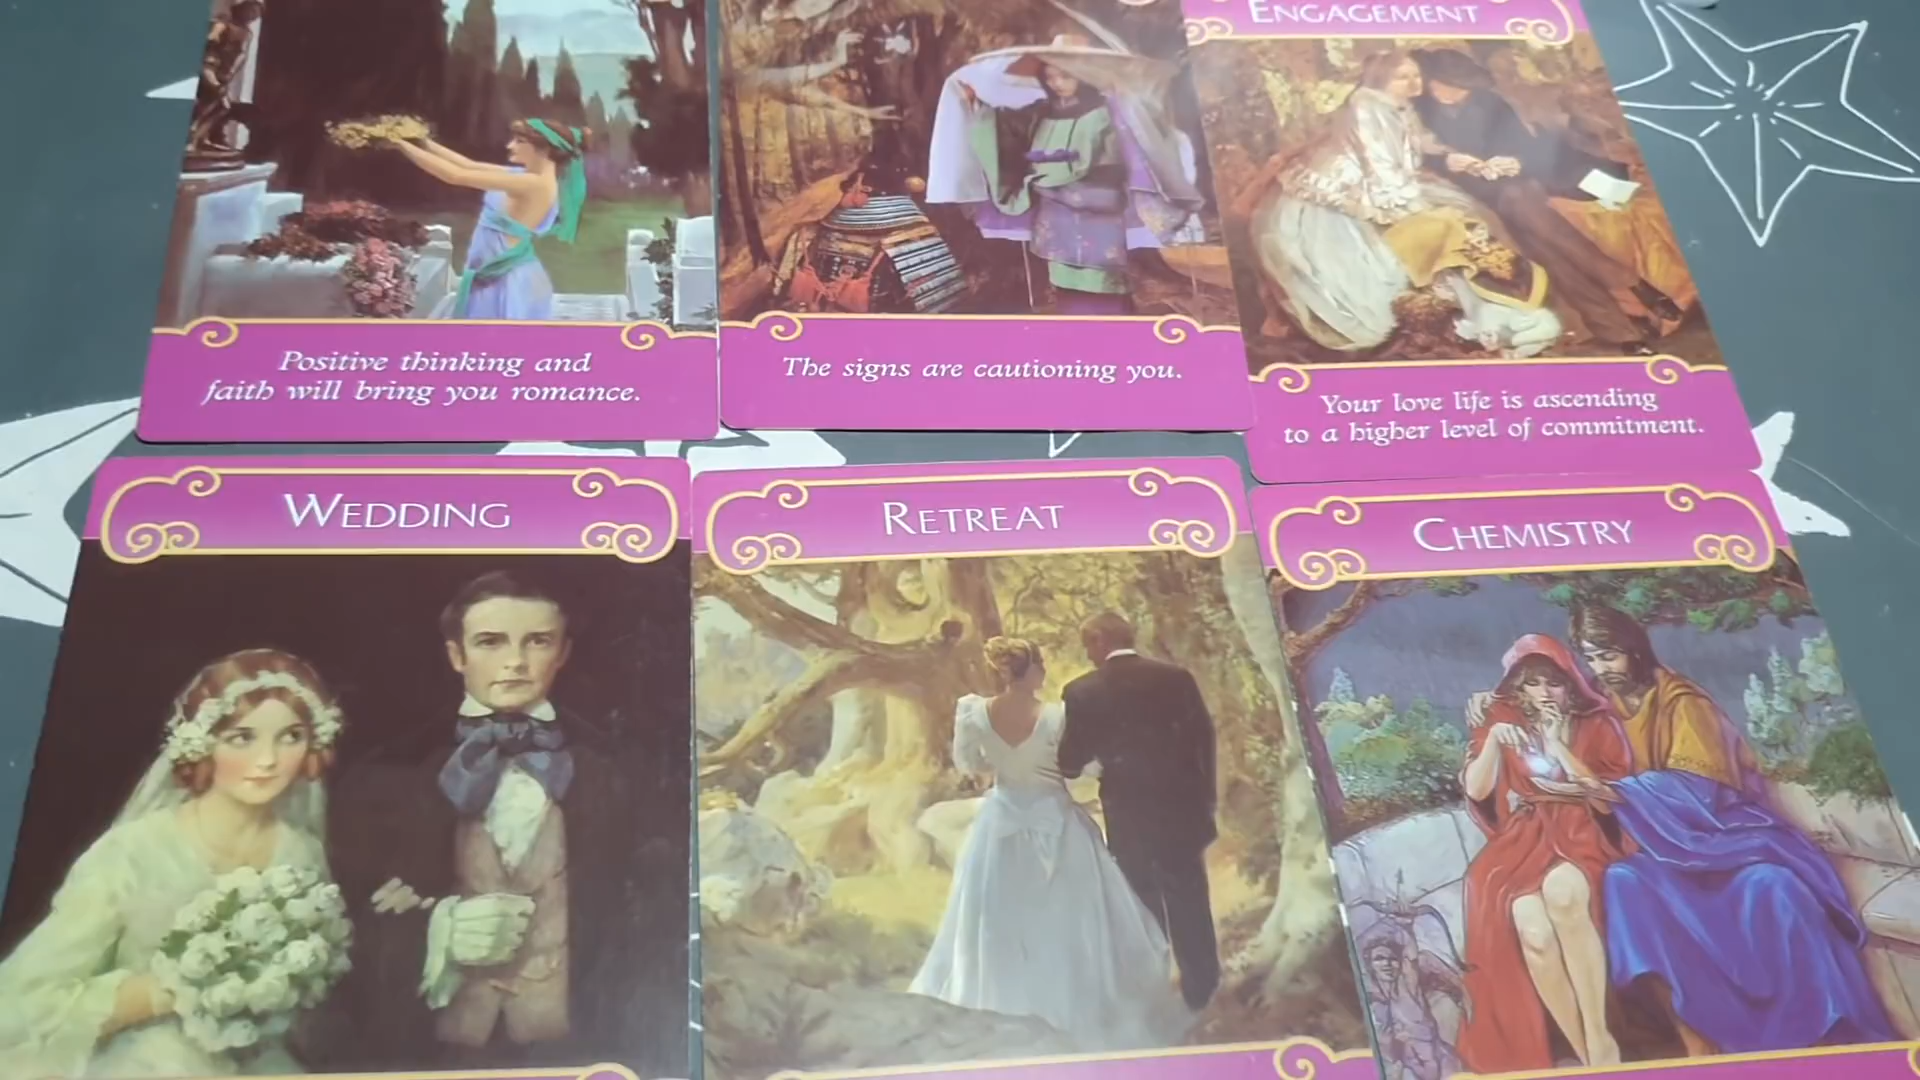 ENGAGEMENT
Positive thinking and
faith will bring you romance.
The signs are cautioning you.
Your love life is ascending
to a higher level of commitment.
WEDDING
RETREAT
CHEMISTRY